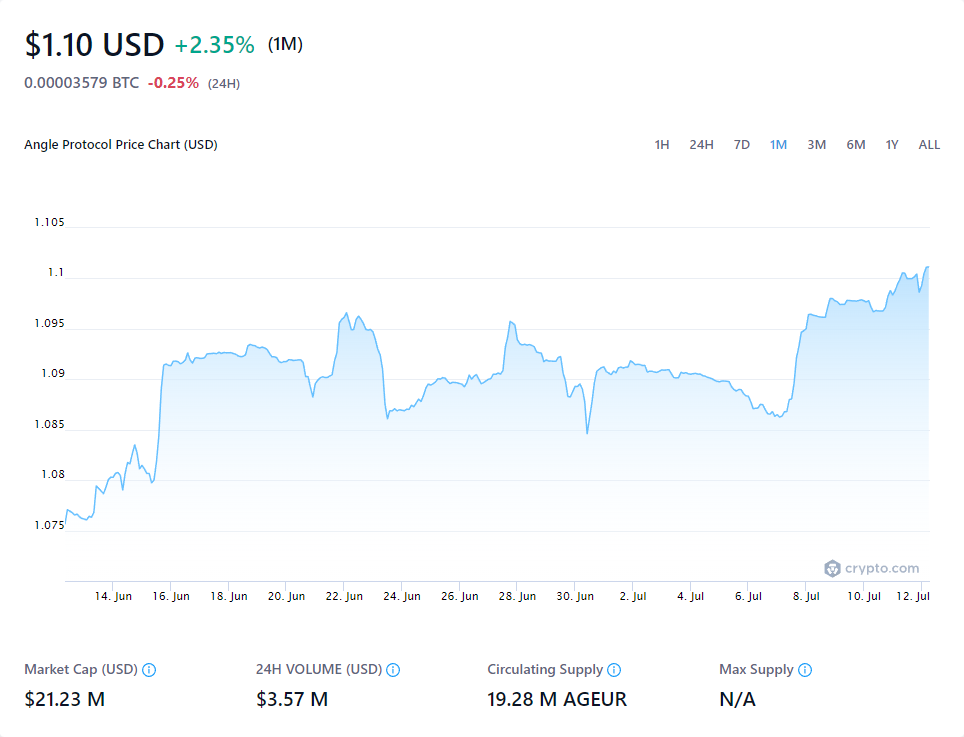 $1.10 USD +2.35% (1M)
0.00003579 BTC -0.25% (24H)
Angle Protocol Price Chart (USD) 1H 24H 7D 1M 3M 6M 1Y ALL
1.105
1.1
1.095
1.09
1.085
1.08
1.075
crypto.com
14. Jun 16. Jun 18. Jun 20. Jun 22. Jun 24. Jun 26. Jun 28. Jun 30. Jun 2. Jul 4. Jul 6. Jul 8. Jul 10. Jul 12. Jul
Market Cap (USD) 24H VOLUME (USD) Circulating Supply Max Supply
$21.23 M $3.57 M 19.28 M AGEUR N/A